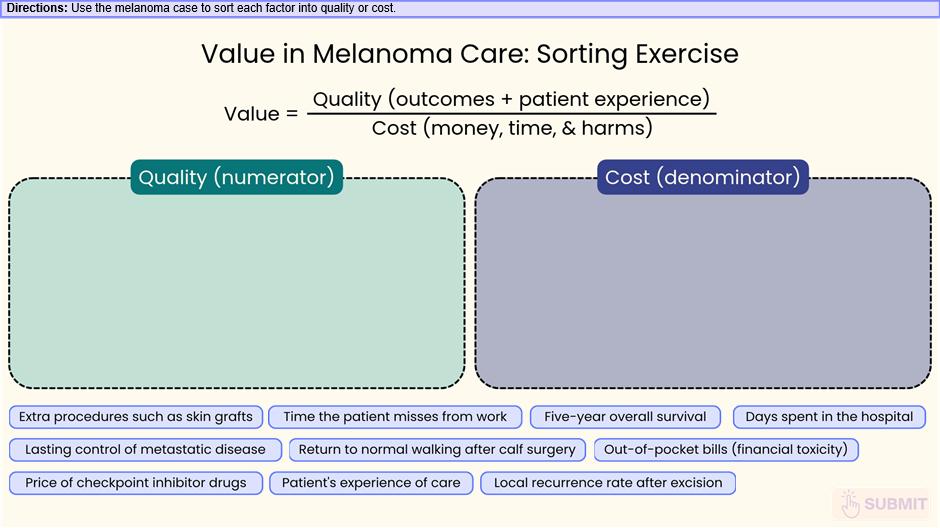 Directions: Use the melanoma case to sort each factor into quality or cost.
Value in Melanoma Care: Sorting Exercise
Value = Quality (outcomes + patient experience)
Cost (money, time, & harms)
Quality (numerator) Cost (denominator)
Extra procedures such as skin grafts Time the patient misses from work Five-year overall survival Days spent in the hospital
Lasting control of metastatic disease Return to normal walking after calf surgery Out-of-pocket bills (financial toxicity)
Price of checkpoint inhibitor drugs Patient's experience of care Local recurrence rate after excision
SUBMIT